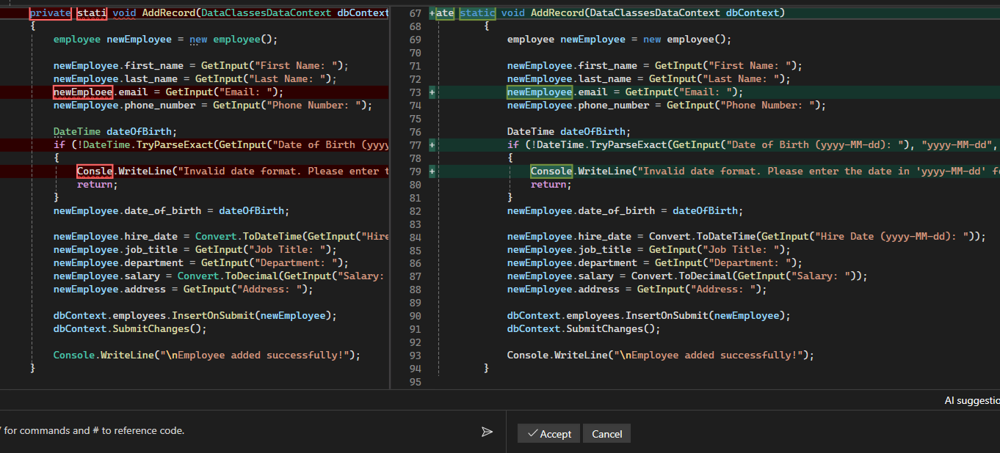 private stati void AddRecord(DataClassesDataContext dbContext
{
employee newEmployee = new employee();
newEmployee.first_name = GetInput("First Name: ");
newEmployee.last_name = GetInput("Last Name: ");
newEmploee.email = GetInput("Email: ");
newEmployee.phone_number = GetInput("Phone Number: ");
DateTime dateOfBirth;
if (!DateTime.TryParseExact(GetInput("Date of Birth (yyyy
{
Consle.WriteLine("Invalid date format. Please enter t
return;
}
newEmployee.date_of_birth = dateOfBirth;
newEmployee.hire_date = Convert.ToDateTime(GetInput("Hire
newEmployee.job_title = GetInput("Job Title: ");
newEmployee.department = GetInput("Department: ");
newEmployee.salary = Convert.ToDecimal(GetInput("Salary:
newEmployee.address = GetInput("Address: ");
dbContext.employees.InsertOnSubmit(newEmployee);
dbContext.SubmitChanges();
Console.WriteLine("\nEmployee added successfully!");
}
67 +ate static void AddRecord(DataClassesDataContext dbContext)
68 {
69 employee newEmployee = new employee();
70
71 newEmployee.first_name = GetInput("First Name: ");
72 newEmployee.last_name = GetInput("Last Name: ");
73 + newEmployee.email = GetInput("Email: ");
74 newEmployee.phone_number = GetInput("Phone Number: ");
75
76 DateTime dateOfBirth;
77 + if (!DateTime.TryParseExact(GetInput("Date of Birth (yyyy-MM-dd): "), "yyyy-MM-dd",
78 {
79 + Console.WriteLine("Invalid date format. Please enter the date in 'yyyy-MM-dd' fo
80 return;
81 }
82 newEmployee.date_of_birth = dateOfBirth;
83
84 newEmployee.hire_date = Convert.ToDateTime(GetInput("Hire Date (yyyy-MM-dd): "));
85 newEmployee.job_title = GetInput("Job Title: ");
86 newEmployee.department = GetInput("Department: ");
87 newEmployee.salary = Convert.ToDecimal(GetInput("Salary: "));
88 newEmployee.address = GetInput("Address: ");
89
90 dbContext.employees.InsertOnSubmit(newEmployee);
91 dbContext.SubmitChanges();
92
93 Console.WriteLine("\nEmployee added successfully!");
94 }
95
AI suggestio
/ for commands and # to reference code.
Accept Cancel